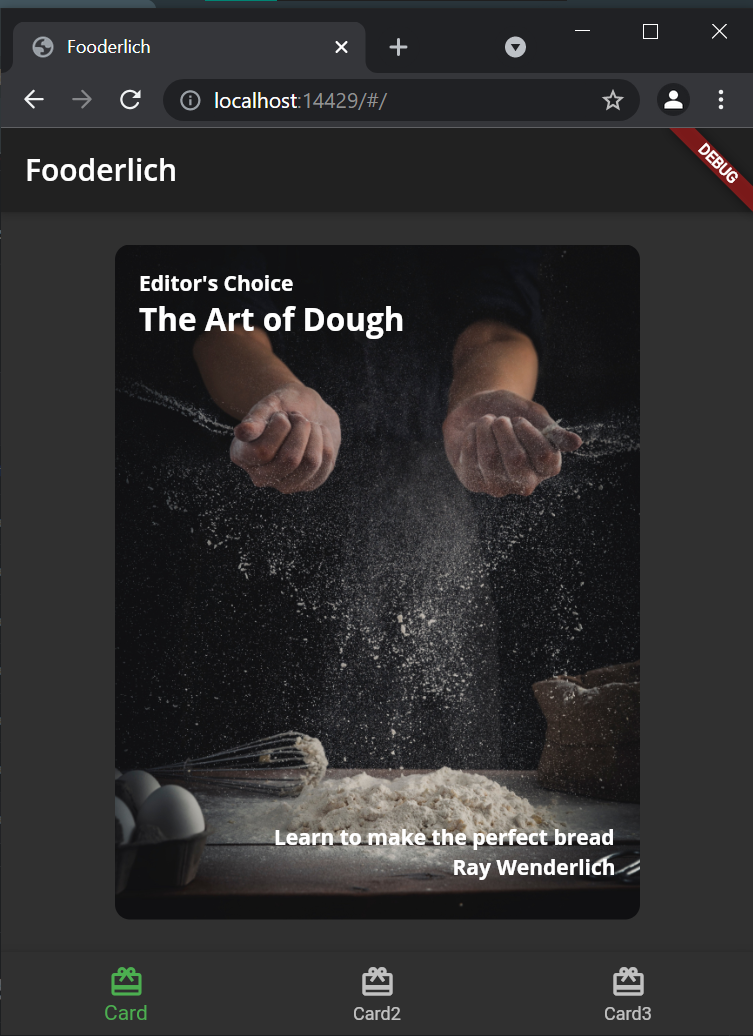 Fooderlich
localhost:14429/#/
Fooderlich
DEBUG
Editor's Choice
The Art of Dough
Learn to make the perfect bread
Ray Wenderlich
Card
Card2
Card3